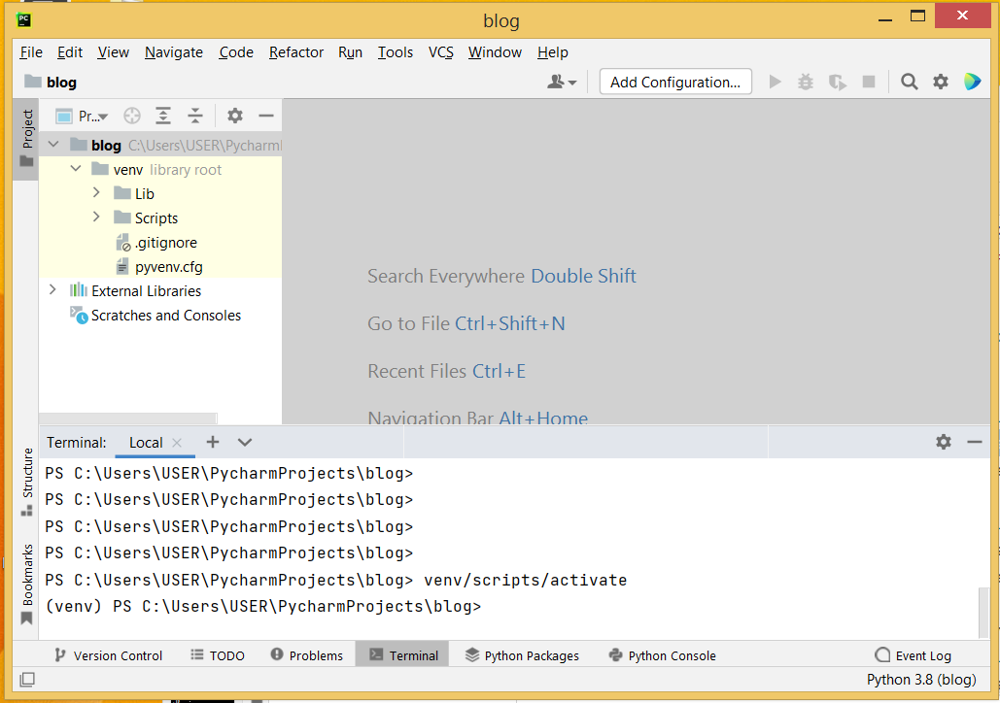 PC
blog
File Edit View Navigate Code Refactor Run Tools VCS Window Help
blog
Add Configuration...
Project
Pr...
blog C:\Users\USER\Pycharm
venv library root
Lib
Scripts
.gitignore
pyvenv.cfg
External Libraries
Scratches and Consoles
Search Everywhere Double Shift
Go to File Ctrl+Shift+N
Recent Files Ctrl+E
Navigation Bar Alt+Home
Structure
Bookmarks
Terminal: Local
PS C:\Users\USER\PycharmProjects\blog>
PS C:\Users\USER\PycharmProjects\blog>
PS C:\Users\USER\PycharmProjects\blog>
PS C:\Users\USER\PycharmProjects\blog>
PS C:\Users\USER\PycharmProjects\blog> venv/scripts/activate
(venv) PS C:\Users\USER\PycharmProjects\blog>
Version Control TODO Problems Terminal Python Packages Python Console Event Log
Python 3.8 (blog)